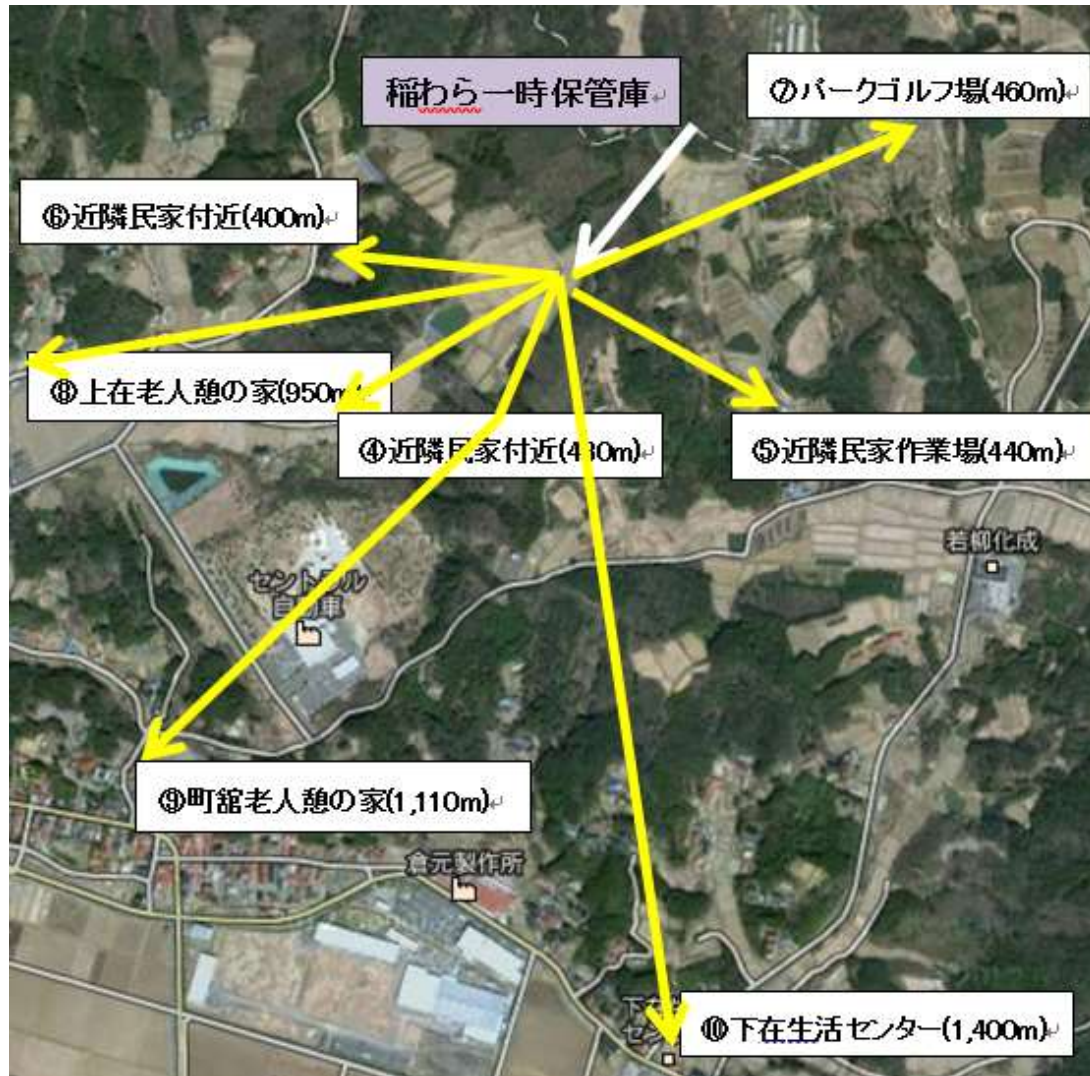 稲わら一時保管庫
⑦パークゴルフ場(460m)
⑥近隣民家付近(400m)
⑧上在老人憩の家(950m)
④近隣民家付近(430m)
⑤近隣民家作業場(440m)
若柳化成
セントラル
自動車
⑨町舘老人憩の家(1,110m)
倉元製作所
⑩下在生活センター(1,400m)
センタ